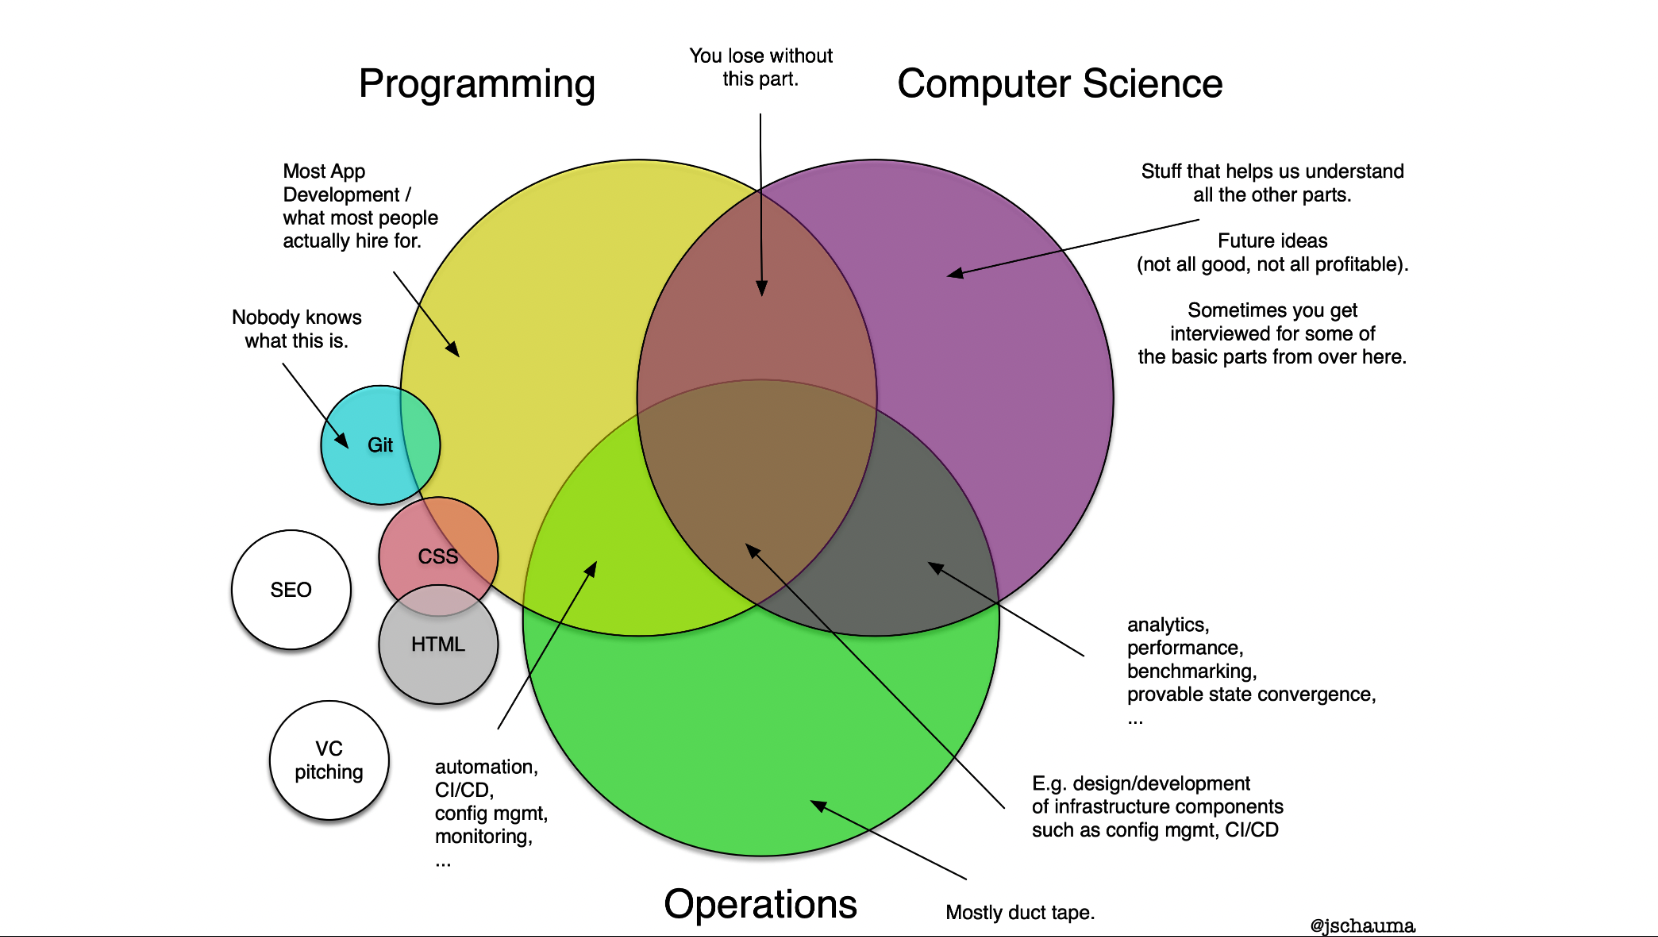 You lose without
this part.
Programming
Computer Science
Most App
Development /
what most people
actually hire for.
Stuff that helps us understand
all the other parts.
Future ideas
(not all good, not all profitable).
Sometimes you get
interviewed for some of
the basic parts from over here.
Nobody knows
what this is.
Git
CSS
SEO
HTML
VC
pitching
analytics,
performance,
benchmarking,
provable state convergence,
...
automation,
CI/CD,
config mgmt,
monitoring,
...
E.g. design/development
of infrastructure components
such as config mgmt, CI/CD
Operations
Mostly duct tape.
@jschauma